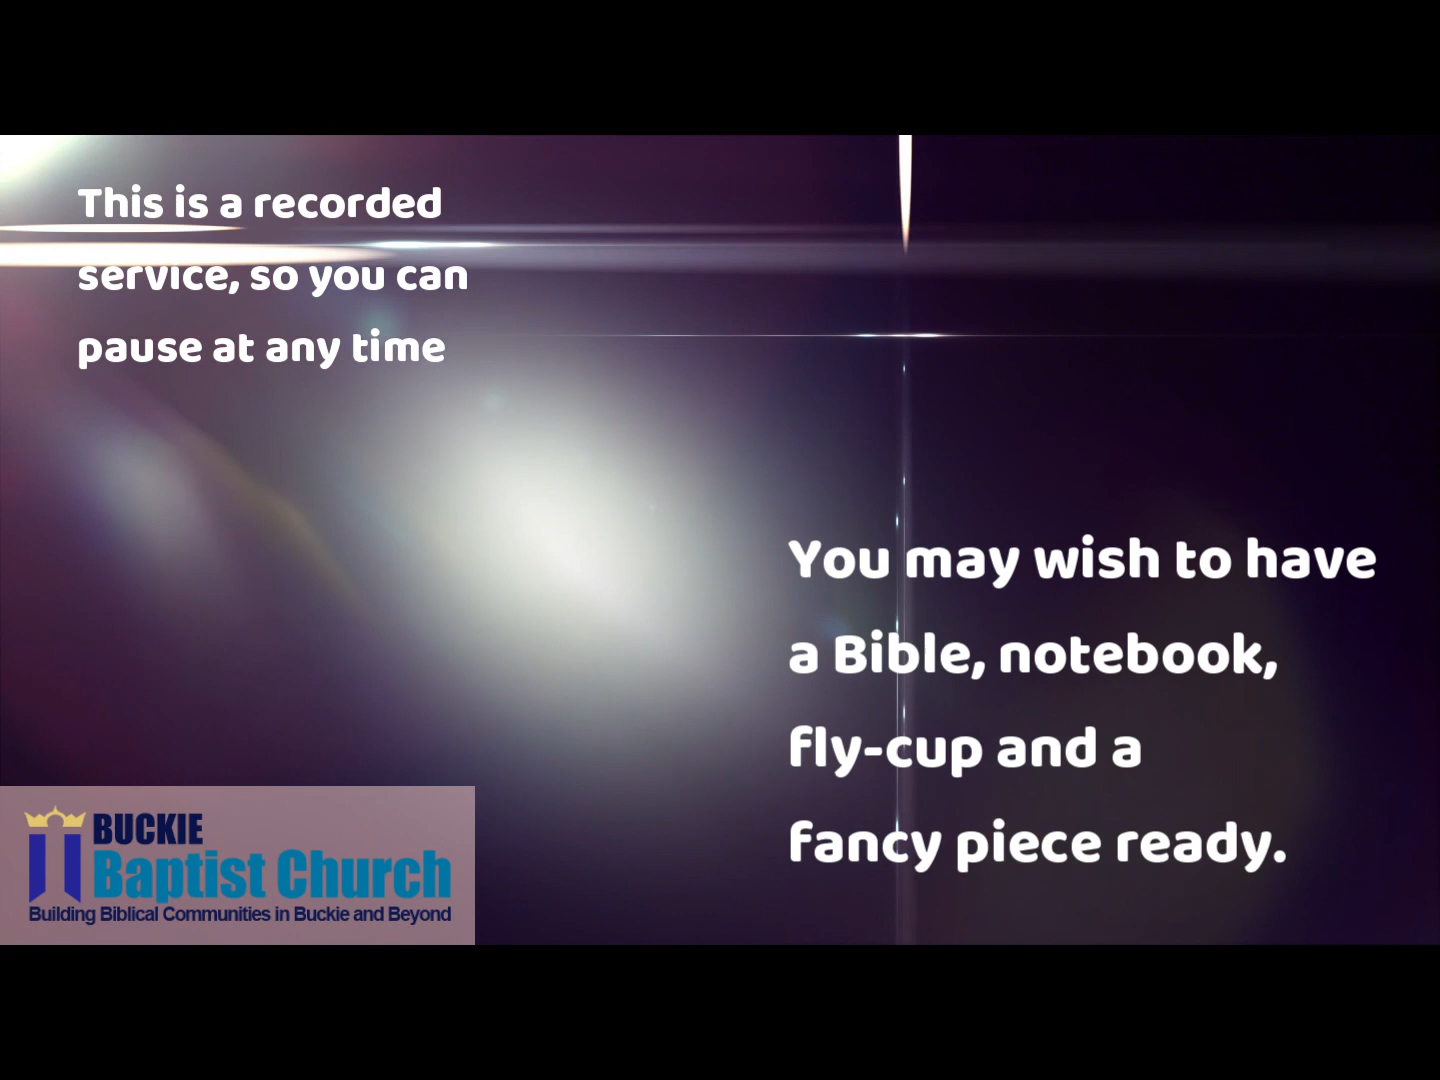 This is a recorded
service, so you can
pause at any time
You may wish to have
a Bible, notebook,
fly-cup and a
fancy piece ready.
BUCKIE
Baptist Church
Building Biblical Communities in Buckie and Beyond